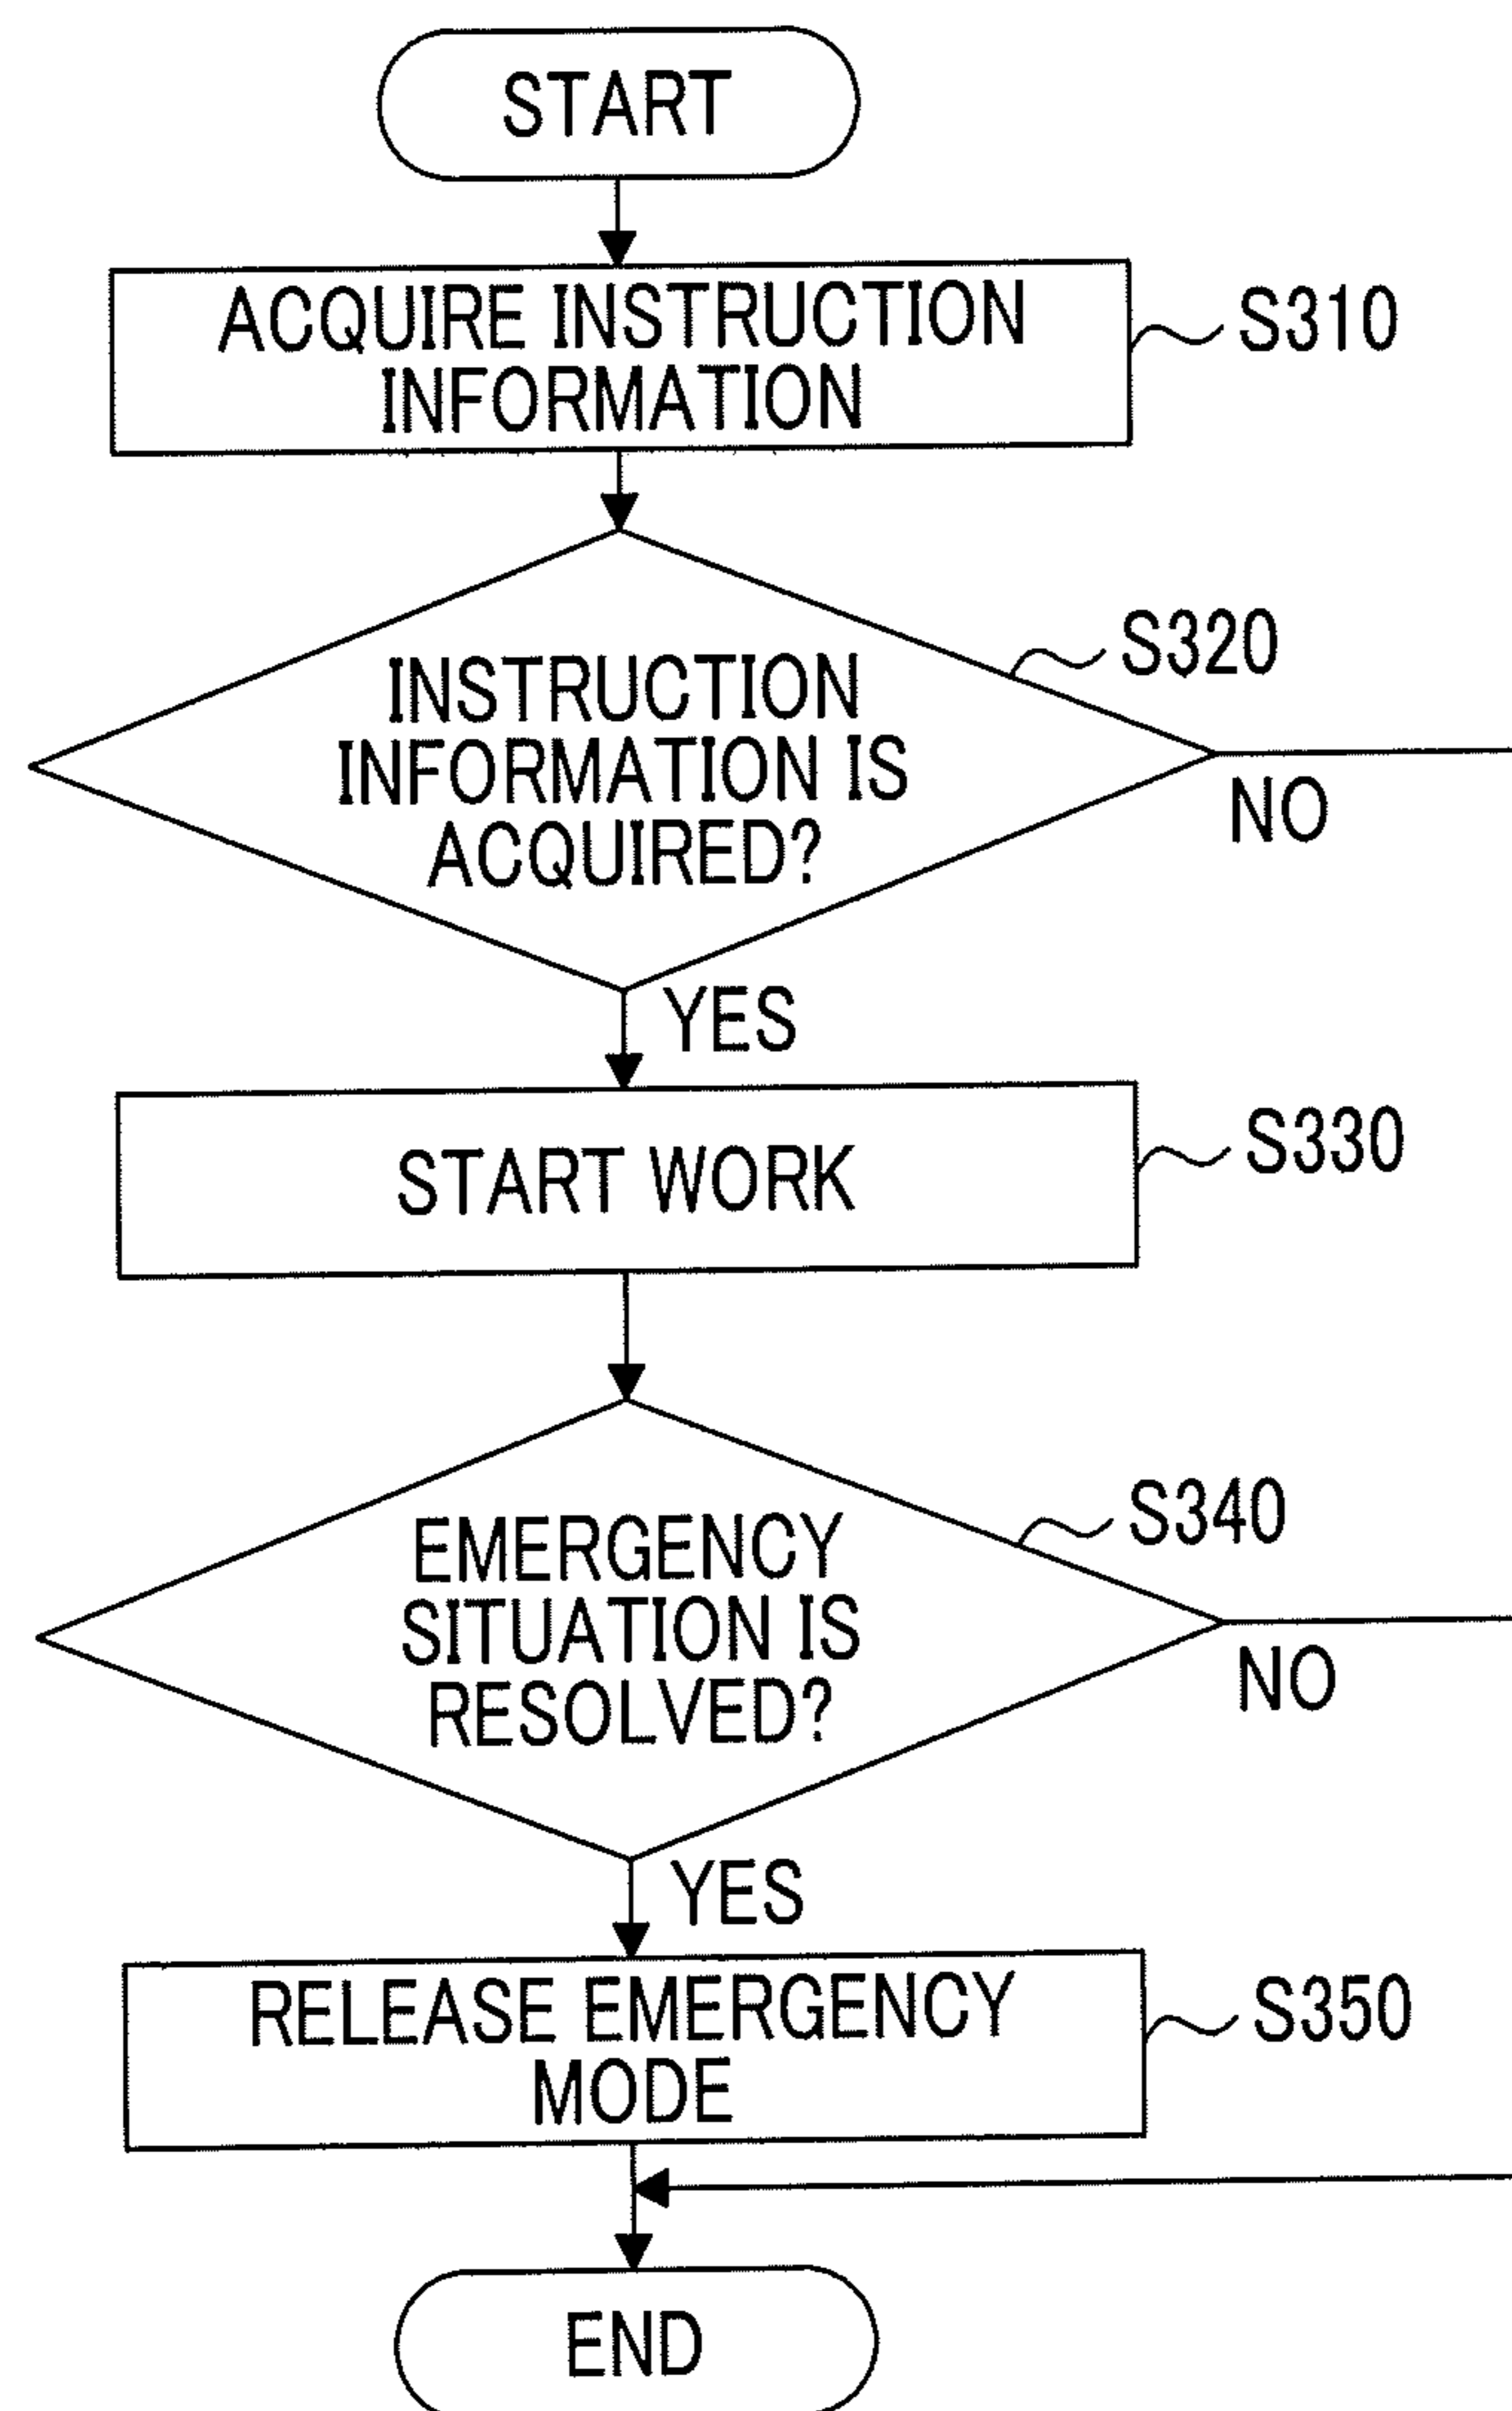 START
ACQUIRE INSTRUCTION
INFORMATION
S310
S320
INSTRUCTION
INFORMATION IS
ACQUIRED?
NO
YES
START WORK
S330
S340
EMERGENCY
SITUATION IS
RESOLVED?
NO
YES
RELEASE EMERGENCY
MODE
S350
END